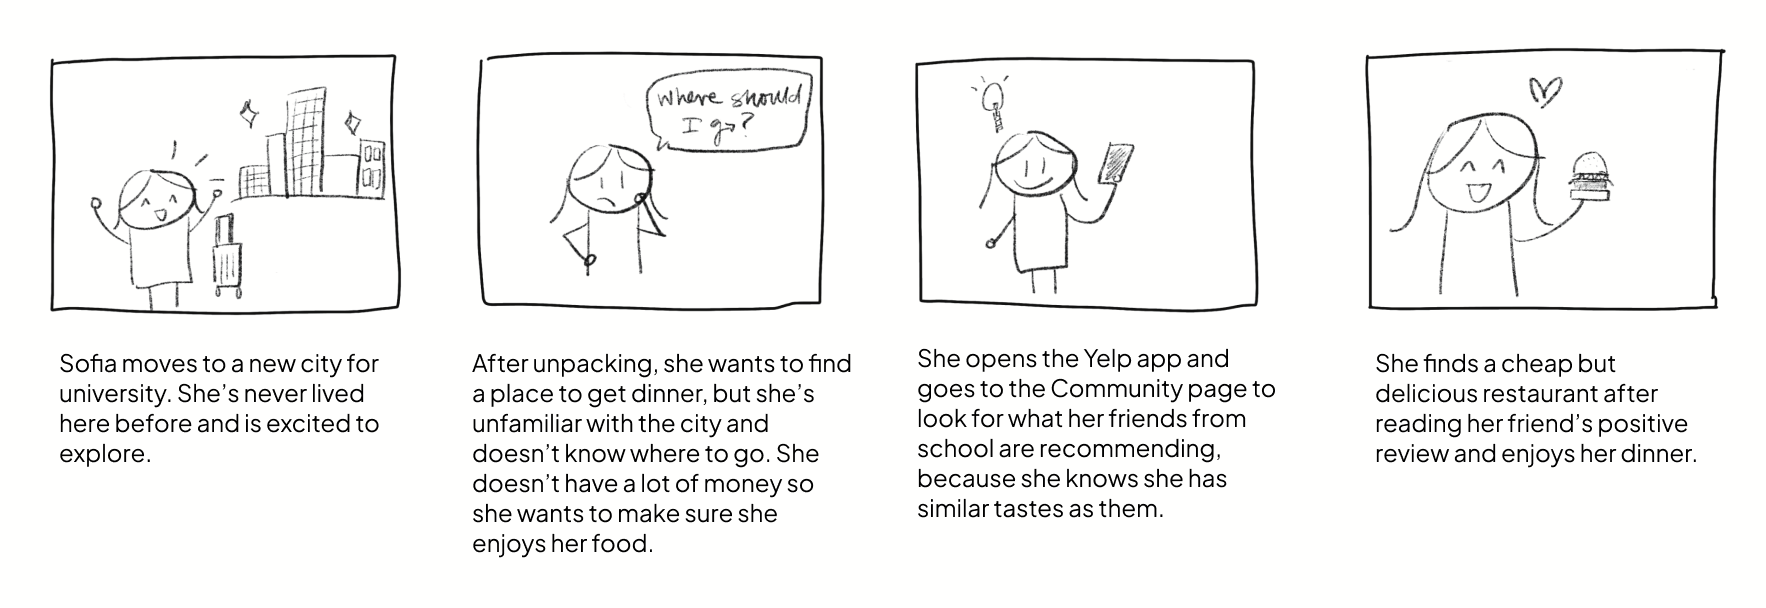 where should
I go?
Sofia moves to a new city for
university. She's never lived
here before and is excited to
explore.
After unpacking, she wants to find
a place to get dinner, but she's
unfamiliar with the city and
doesn't know where to go. She
doesn't have a lot of money so
she wants to make sure she
enjoys her food.
She opens the Yelp app and
goes to the Community page to
look for what her friends from
school are recommending,
because she knows she has
similar tastes as them.
She finds a cheap but
delicious restaurant after
reading her friend's positive
review and enjoys her dinner.